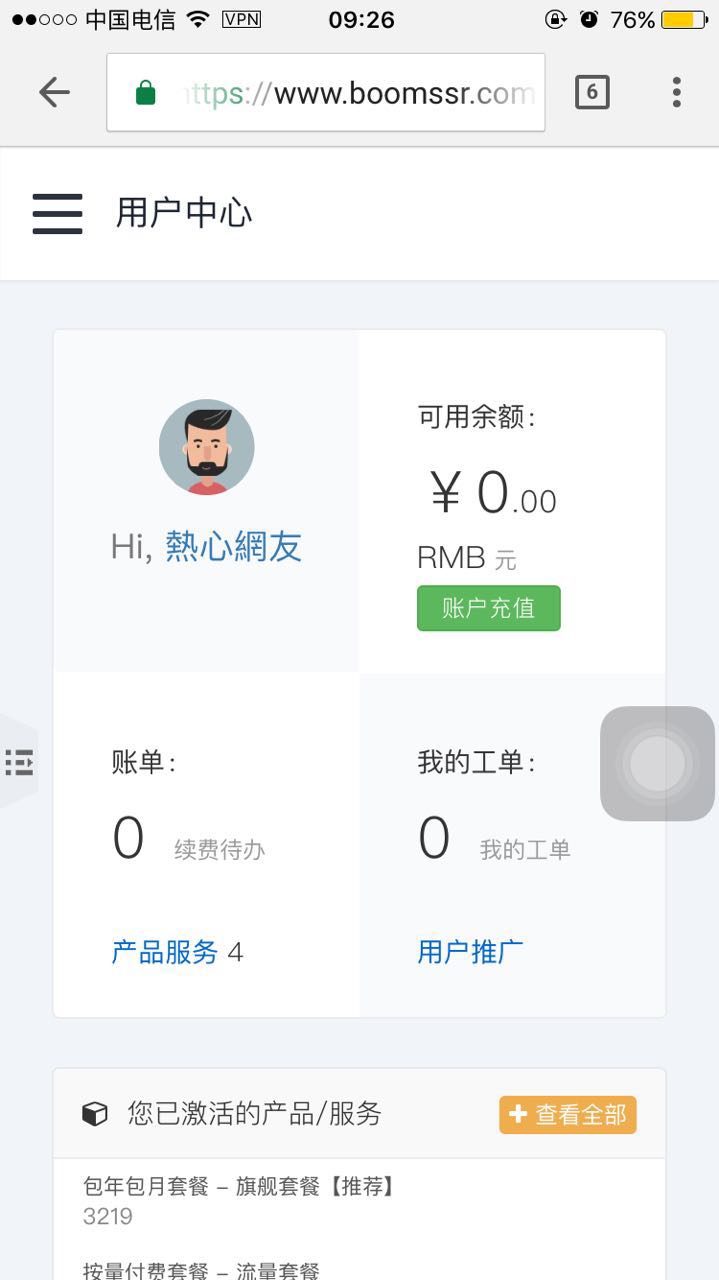 中国电信 VPN 09:26 76%
https://www.boomssr.com
6
用户中心
Hi, 熱心網友
可用余额：
￥0.00
RMB 元
账户充值
账单：
0 续费待办
产品服务 4
我的工单：
0 我的工单
用户推广
您已激活的产品/服务
查看全部
包年包月套餐 – 旗舰套餐【推荐】
3219
按量付费套餐 – 流量套餐